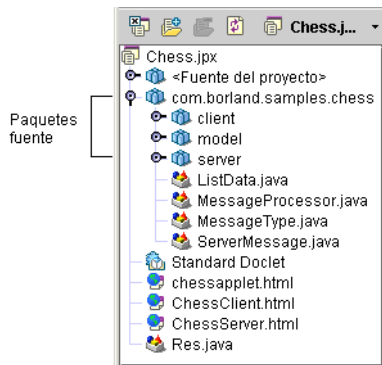 Chess.j...
Chess.jpx
<Fuente del proyecto>
com.borland.samples.chess
Paquetes
fuente
client
model
server
ListData.java
MessageProcessor.java
MessageType.java
ServerMessage.java
Standard Doclet
chessapplet.html
ChessClient.html
ChessServer.html
Res.java